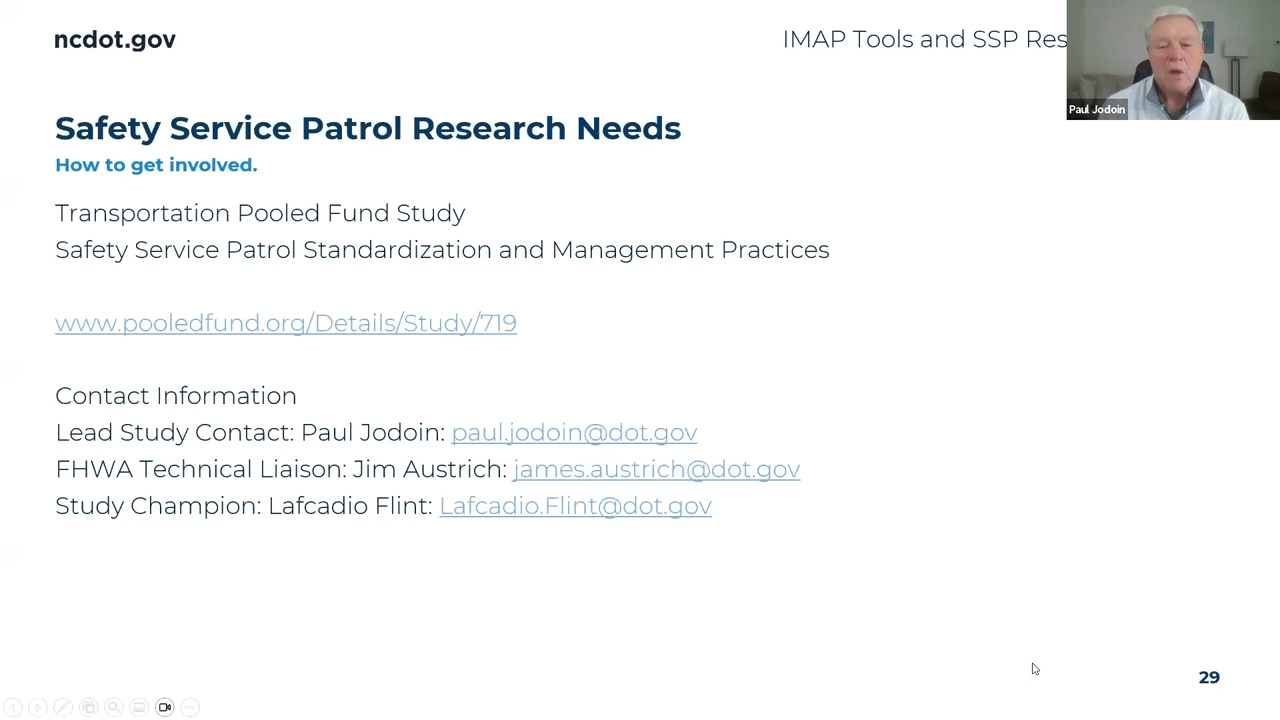 ncdot.gov
IMAP Tools and SSP Res
Paul Jodoin
Safety Service Patrol Research Needs
How to get involved.
Transportation Pooled Fund Study
Safety Service Patrol Standardization and Management Practices
www.pooledfund.org/Details/Study/719
Contact Information
Lead Study Contact: Paul Jodoin: paul.jodoin@dot.gov
FHWA Technical Liaison: Jim Austrich: james.austrich@dot.gov
Study Champion: Lafcadio Flint: Lafcadio.Flint@dot.gov
29